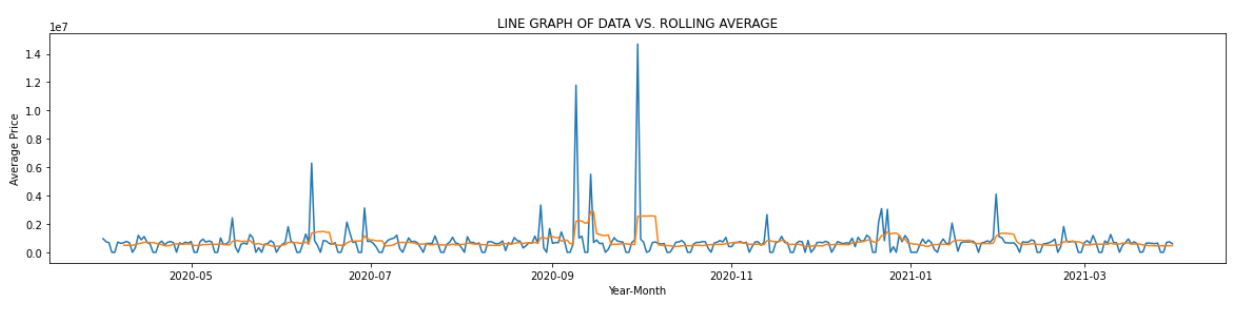 LINE GRAPH OF DATA VS. ROLLING AVERAGE
1e7
1.4
1.2
1.0
0.8
0.6
0.4
0.2
0.0
Average Price
2020-05 2020-07 2020-09 2020-11 2021-01 2021-03
Year-Month